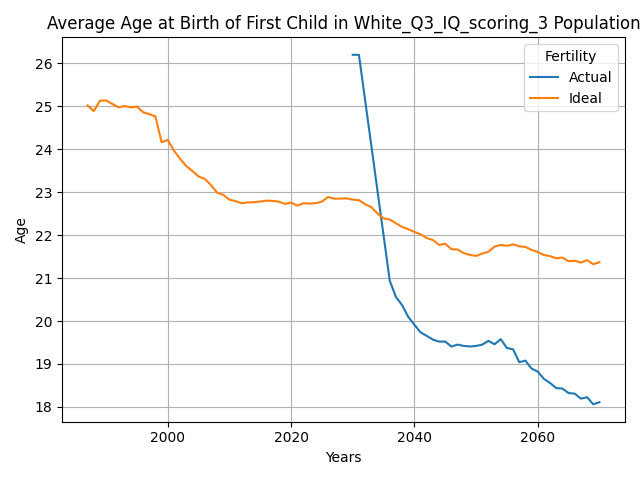 Average Age at Birth of First Child in White_Q3_IQ_scoring_3 Population
Fertility
Actual
Ideal
26
25
24
23
22
21
20
19
18
Age
2000
2020
2040
2060
Years